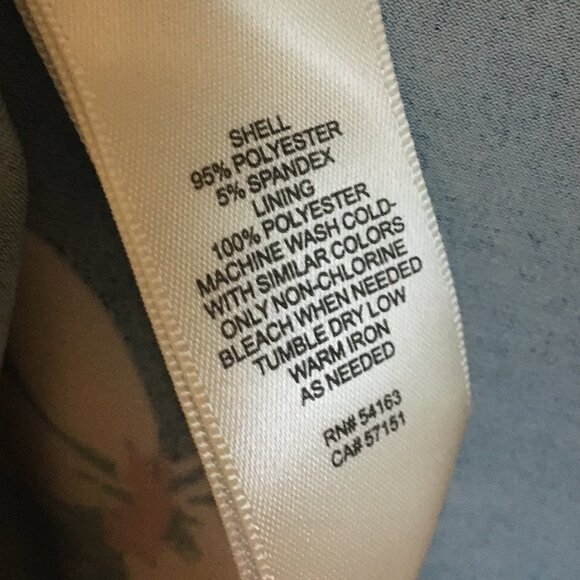 SHELL
95% POLYESTER
5% SPANDEX
LINING
100% POLYESTER
MACHINE WASH COLD-
WITH SIMILAR COLORS
ONLY NON-CHLORINE
BLEACH WHEN NEEDED
TUMBLE DRY LOW
WARM IRON
AS NEEDED
RN# 54163
CA# 57151